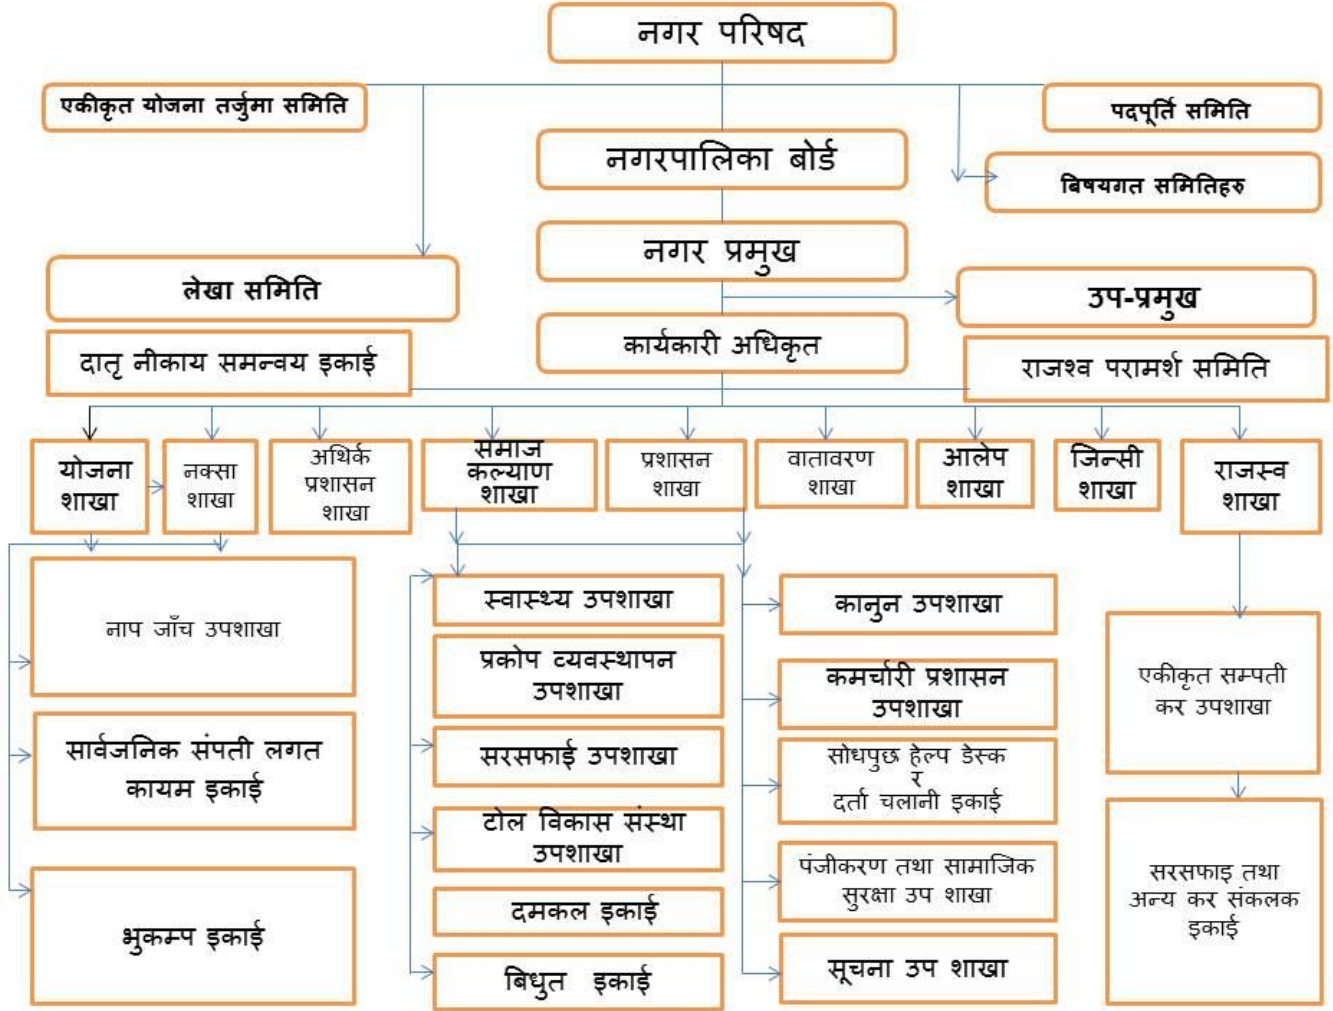 नगर परिषद
एकीकृत योजना तर्जुमा समिति
पदपूर्ति समिति
नगरपालिका बोर्ड
बिषयगत समितिहरु
नगर प्रमुख
लेखा समिति
उप-प्रमुख
कार्यकारी अधिकृत
दातृ नीकाय समन्वय इकाई
राजश्व परामर्श समिति
योजना
शाखा
नक्सा
शाखा
अथिर्क
प्रशासन
शाखा
समाज
कल्याण
शाखा
प्रशासन
शाखा
वातावरण
शाखा
आलेप
शाखा
जिन्सी
शाखा
राजस्व
शाखा
नाप जाँच उपशाखा
सार्वजनिक संपती लगत
कायम इकाई
भुकम्प इकाई
स्वास्थ्य उपशाखा
प्रकोप व्यवस्थापन
उपशाखा
सरसफाई उपशाखा
टोल विकास संस्था
उपशाखा
दमकल इकाई
बिधुत इकाई
कानुन उपशाखा
कमर्चारी प्रशासन
उपशाखा
सोधपुछ हेल्प डेस्क
र
दर्ता चलानी इकाई
पंजीकरण तथा सामाजिक
सुरक्षा उप शाखा
सूचना उप शाखा
एकीकृत सम्पती
कर उपशाखा
सरसफाइ तथा
अन्य कर संकलक
इकाई